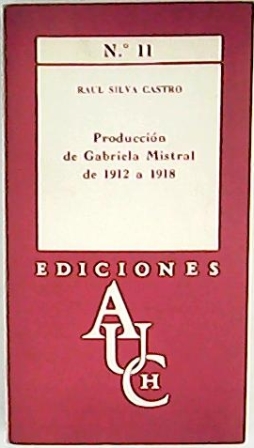 N.° 11
RAUL SILVA CASTRO
Producción
de Gabriela Mistral
de 1912 a 1918
EDICIONES
AUCH